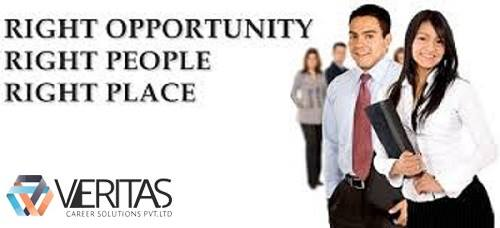 RIGHT OPPORTUNITY
RIGHT PEOPLE
RIGHT PLACE
VERITAS
CAREER SOLUTIONS PVT.LTD